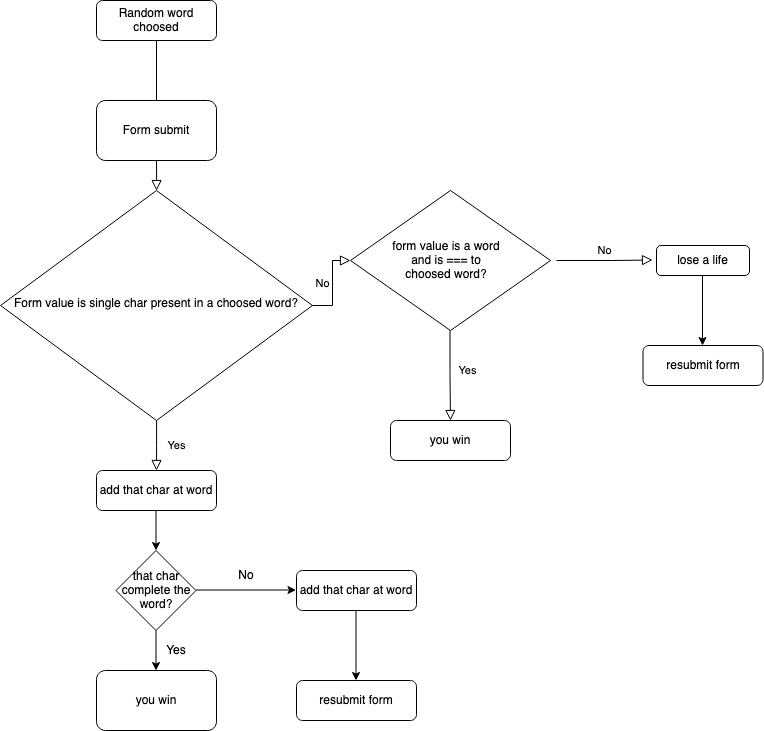 Random word
choosed
Form submit
Form value is single char present in a choosed word?
No
form value is a word
and is === to
choosed word?
No
lose a life
resubmit form
Yes
you win
Yes
add that char at word
that char
complete the
word?
No
add that char at word
Yes
you win
resubmit form